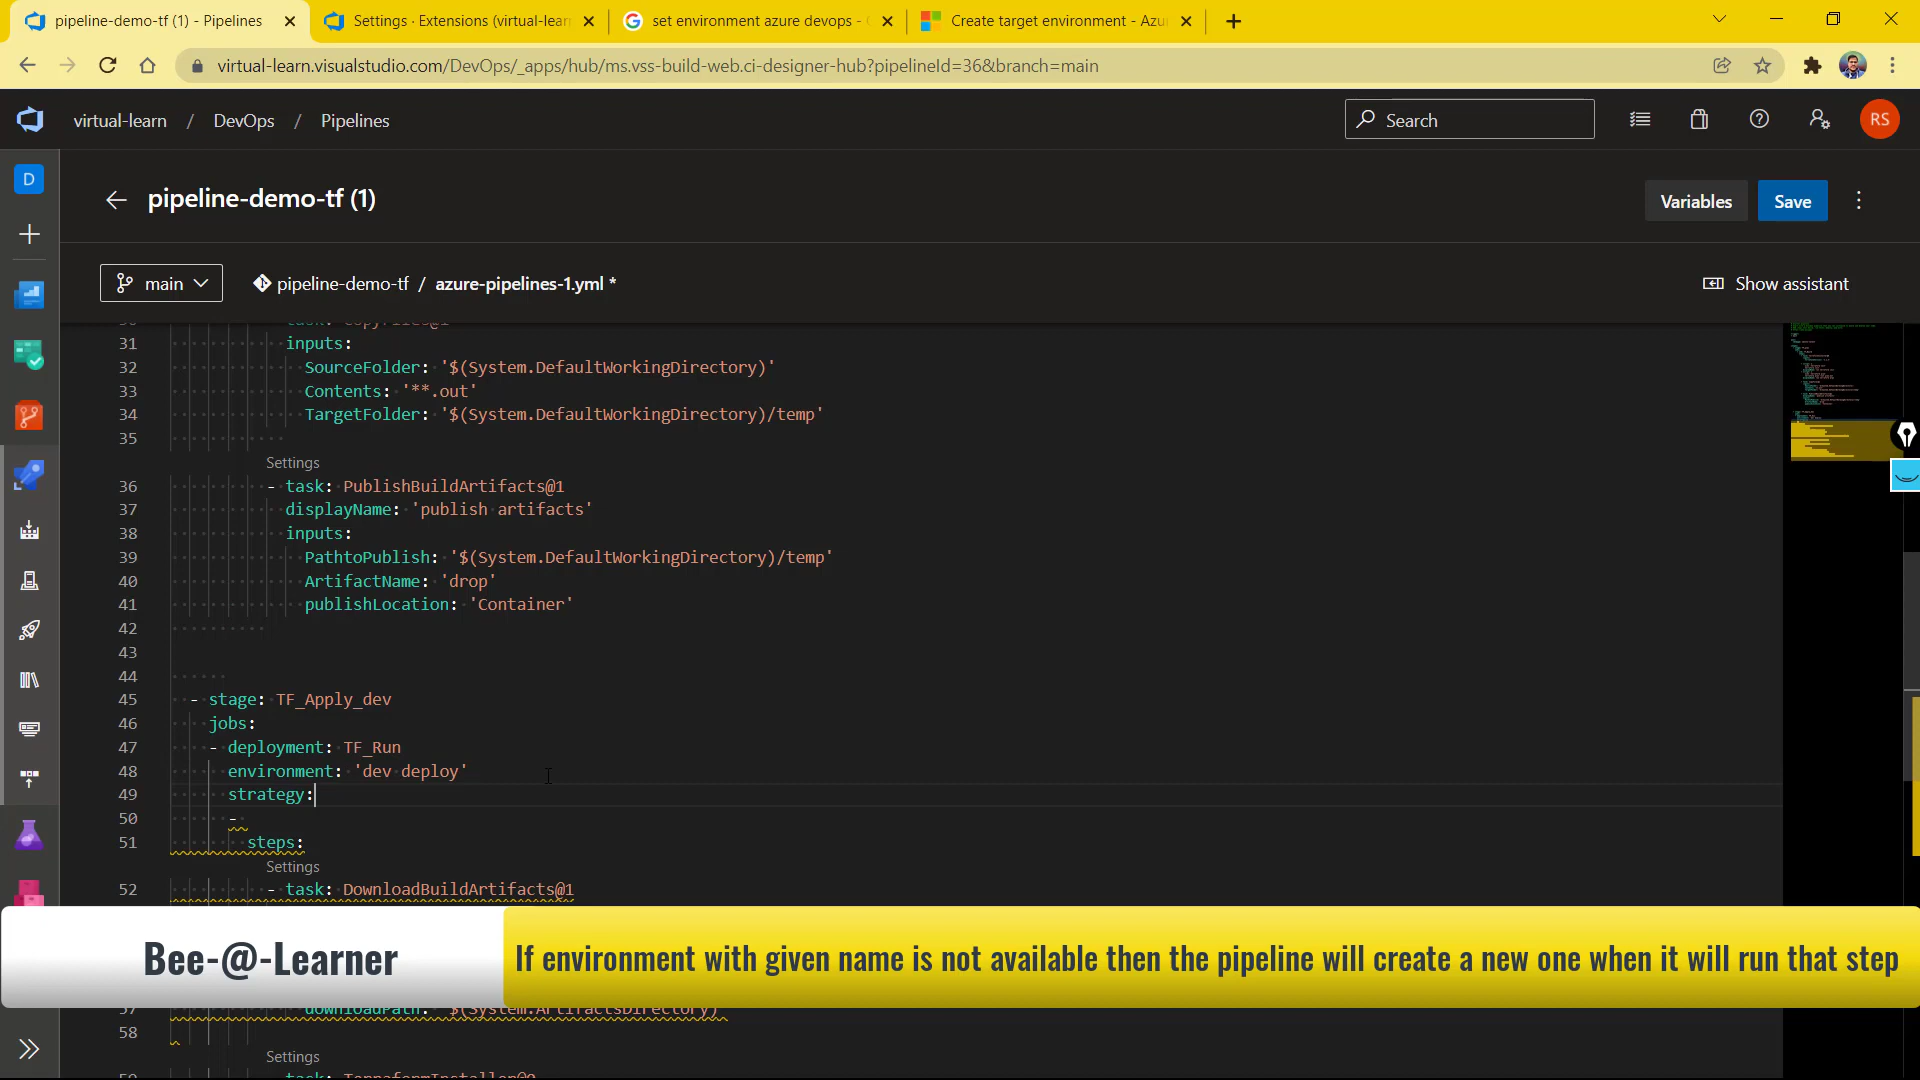 pipeline-demo-tf (1) - Pipelines
Settings · Extensions (virtual-lear
set environment azure devops -
Create target environment - Azu
virtual-learn.visualstudio.com/DevOps/_apps/hub/ms.vss-build-web.ci-designer-hub?pipelineId=36&branch=main
virtual-learn / DevOps / Pipelines
Search
RS
D
pipeline-demo-tf (1)
Variables
Save
main
pipeline-demo-tf / azure-pipelines-1.yml *
Show assistant
31 inputs:
32 SourceFolder: '$(System.DefaultWorkingDirectory)'
33 Contents: '**.out'
34 TargetFolder: '$(System.DefaultWorkingDirectory)/temp'
35
Settings
36 - task: PublishBuildArtifacts@1
37 displayName: 'publish artifacts'
38 inputs:
39 PathtoPublish: '$(System.DefaultWorkingDirectory)/temp'
40 ArtifactName: 'drop'
41 publishLocation: 'Container'
42
43
44
45 - stage: TF_Apply_dev
46 jobs:
47 - deployment: TF_Run
48 environment: 'dev deploy'
49 strategy:
50 -
51 steps:
Settings
52 - task: DownloadBuildArtifacts@1
Bee-@-Learner
If environment with given name is not available then the pipeline will create a new one when it will run that step
58
Settings